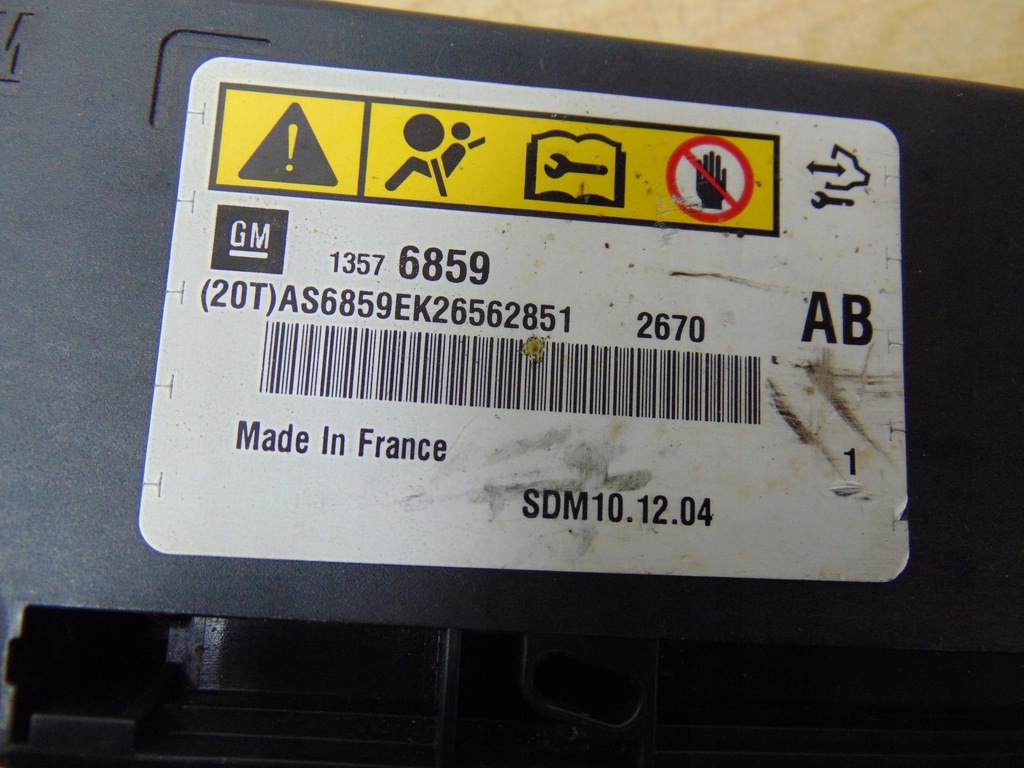 GM
1357 6859
(20T)AS6859EK26562851 2670
AB
Made In France
1
SDM10.12.04